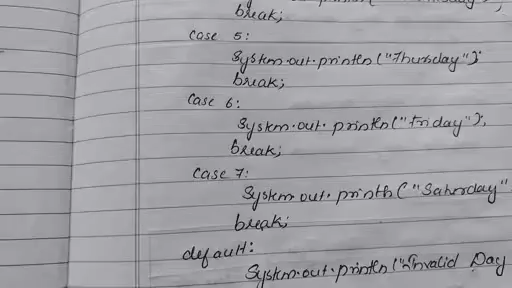 break;
case 5:
System.out.println("Thursday");
break;
case 6:
System.out.println("Friday");
break;
case 7:
System.out.println("Saturday"
break;
default:
System.out.println("Invalid Day